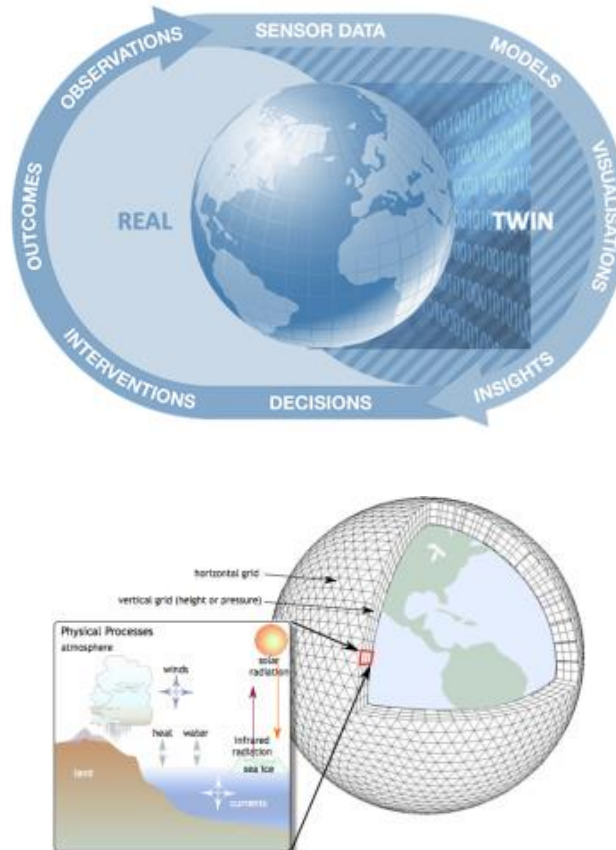 SENSOR DATA
MODELS
VISUALISATIONS
INSIGHTS
DECISIONS
INTERVENTIONS
OUTCOMES
OBSERVATIONS
REAL
TWIN
horizontal grid
vertical grid (height or pressure)
Physical Processes
atmosphere
solar
radiation
winds
heat water
infrared
radiation
sea ice
land
currents